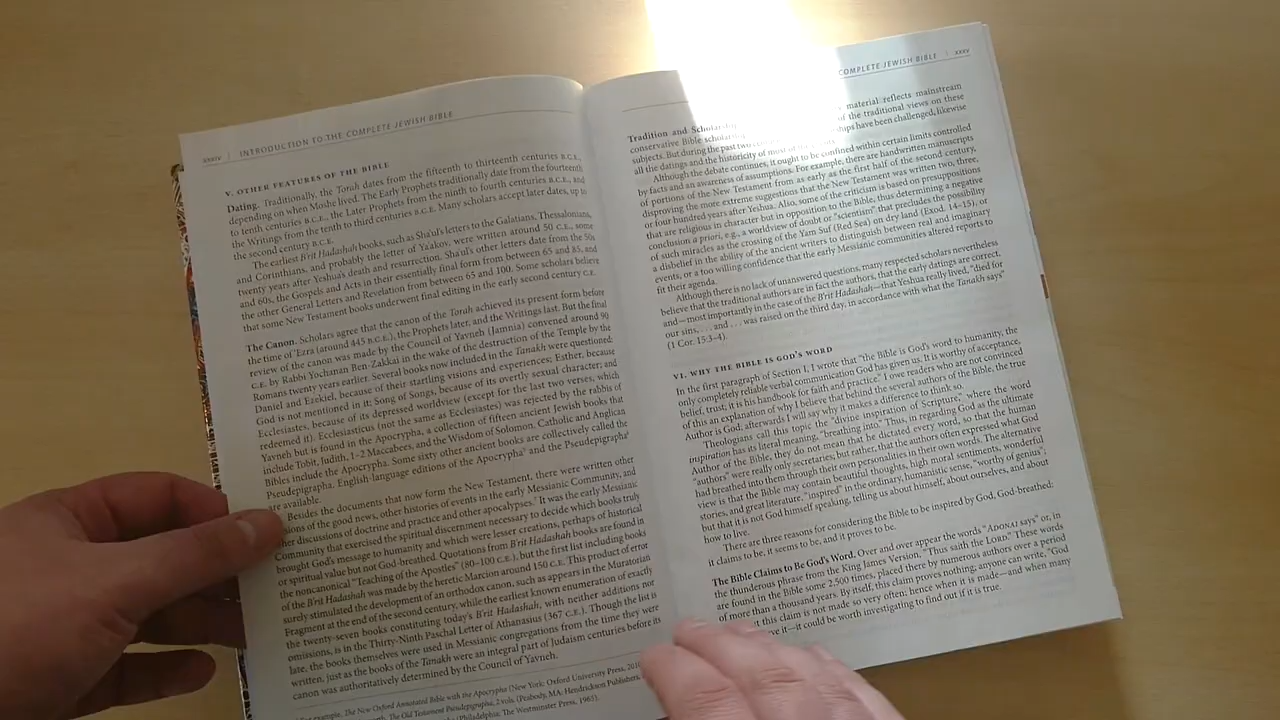 xxxiv | INTRODUCTION TO THE COMPLETE JEWISH BIBLE
V. OTHER FEATURES OF THE BIBLE
Dating. Traditionally, the Torah dates from the fifteenth to thirteenth centuries B.C.E.,
depending on when Moshe lived. The Early Prophets traditionally date from the fourteenth
to tenth centuries B.C.E., the Later Prophets from the ninth to fourth centuries B.C.E., and
the Writings from the tenth to third centuries B.C.E. Many scholars accept later dates, up to
the second century B.C.E.
The earliest B'rit Hadashah books, such as Sha'ul's letters to the Galatians, Thessalonians,
and Corinthians, and probably the letter of Ya'akov, were written around 50 C.E., some
twenty years after Yeshua's death and resurrection. Sha'ul's other letters date from the 50s
and 60s, the Gospels and Acts in their essentially final form from between 65 and 85, and
the other General Letters and Revelation from between 65 and 100. Some scholars believe
that some New Testament books underwent final editing in the early second century C.E.
The Canon. Scholars agree that the canon of the Torah achieved its present form before
the time of 'Ezra (around 445 B.C.E.), the Prophets later, and the Writings last. But the final
review of the canon was made by the Council of Yavneh (Jamnia) convened around 90
C.E. by Rabbi Yochanan Ben-Zakkai in the wake of the destruction of the Temple by the
Romans twenty years earlier. Several books now included in the Tanakh were questioned:
Daniel and Ezekiel, because of their startling visions and experiences; Esther, because
God is not mentioned in it; Song of Songs, because of its overtly sexual character; and
Ecclesiastes, because of its depressed worldview (except for the last two verses, which
redeemed it). Ecclesiasticus (not the same as Ecclesiastes) was rejected by the rabbis of
Yavneh but is found in the Apocrypha, a collection of fifteen ancient Jewish books that
include Tobit, Judith, 1–2 Maccabees, and the Wisdom of Solomon. Catholic and Anglican
Bibles include the Apocrypha. Some sixty other ancient books are collectively called the
Pseudepigrapha. English-language editions of the Apocrypha and the Pseudepigrapha
are available.
Besides the documents that now form the New Testament, there were written other
sions of the good news, other histories of events in the early Messianic Community, and
her discussions of doctrine and practice and other apocalypses. It was the early Messianic
Community that exercised the spiritual discernment necessary to decide which books truly
brought God's message to humanity and which were lesser creations, perhaps of historical
or spiritual value but not God-breathed. Quotations from B'rit Hadashah books are found in
the noncanonical "Teaching of the Apostles" (80–100 C.E.), but the first list including books
of the B'rit Hadashah was made by the heretic Marcion around 150 C.E. This product of error
surely stimulated the development of an orthodox canon, such as appears in the Muratorian
Fragment at the end of the second century, while the earliest known enumeration of exactly
the twenty-seven books constituting today's B'rit Hadashah, with neither additions nor
omissions, is in the Thirty-Ninth Paschal Letter of Athanasius (367 C.E.). Though the list is
late, the books themselves were used in Messianic congregations from the time they were
written, just as the books of the Tanakh were an integral part of Judaism centuries before its
canon was authoritatively determined by the Council of Yavneh.
example, The New Oxford Annotated Bible with the Apocrypha (New York: Oxford University Press, 2010
The Old Testament Pseudepigrapha, 2 vols. (Peabody, MA: Hendrickson Publishers,
(Philadelphia: The Westminster Press, 1965).
COMPLETE JEWISH BIBLE | xxxv
Tradition and Scholarship material reflects mainstream
conservative Bible of the traditional views on these
subjects. But during the past two have been challenged, likewise
all the datings and the historicity of most of
Although the debate continues, it ought to be confined within certain limits controlled
by facts and an awareness of assumptions. For example, there are handwritten manuscripts
of portions of the New Testament from as early as the first half of the second century,
disproving the more extreme suggestions that the New Testament was written two, three,
or four hundred years after Yeshua. Also, some of the criticism is based on presuppositions
that are religious in character but in opposition to the Bible, thus determining a negative
conclusion a priori, e.g., a worldview of doubt or "scientism" that precludes the possibility
of such miracles as the crossing of the Yam Suf (Red Sea) on dry land (Exod. 14–15), or
a disbelief in the ability of the ancient writers to distinguish between real and imaginary
events, or a too willing confidence that the early Messianic communities altered reports to
fit their agenda.
Although there is no lack of unanswered questions, many respected scholars nevertheless
believe that the traditional authors are in fact the authors, that the early datings are correct,
and—most importantly in the case of the B'rit Hadashah—that Yeshua really lived, "died for
our sins, . . . and . . . was raised on the third day, in accordance with what the Tanakh says"
(1 Cor. 15:3–4).
VI. WHY THE BIBLE IS GOD'S WORD
In the first paragraph of Section I, I wrote that "the Bible is God's word to humanity, the
only completely reliable verbal communication God has given us. It is worthy of acceptance,
belief, trust; it is his handbook for faith and practice." I owe readers who are not convinced
of this an explanation of why I believe that behind the several authors of the Bible, the true
Author is God; afterwards I will say why it makes a difference to think so.
Theologians call this topic the "divine inspiration of Scripture," where the word
inspiration has its literal meaning, "breathing into." Thus, in regarding God as the ultimate
Author of the Bible, they do not mean that he dictated every word, so that the human
"authors" were really only secretaries; but rather, that the authors often expressed what God
had breathed into them through their own personalities in their own words. The alternative
view is that the Bible may contain beautiful thoughts, high moral sentiments, wonderful
stories, and great literature, "inspired" in the ordinary, humanistic sense, "worthy of genius";
but that it is not God himself speaking, telling us about himself, about ourselves, and about
how to live.
There are three reasons for considering the Bible to be inspired by God, God-breathed:
it claims to be, it seems to be, and it proves to be.
The Bible Claims to Be God's Word. Over and over appear the words "ADONAI says" or, in
the thunderous phrase from the King James Version, "Thus saith the LORD." These words
are found in the Bible some 2,500 times, placed there by numerous authors over a period
of more than a thousand years. By itself, this claim proves nothing; anyone can write, "God
t this claim is not made so very often; hence when it is made—and when many
ve it—it could be worth investigating to find out if it is true.